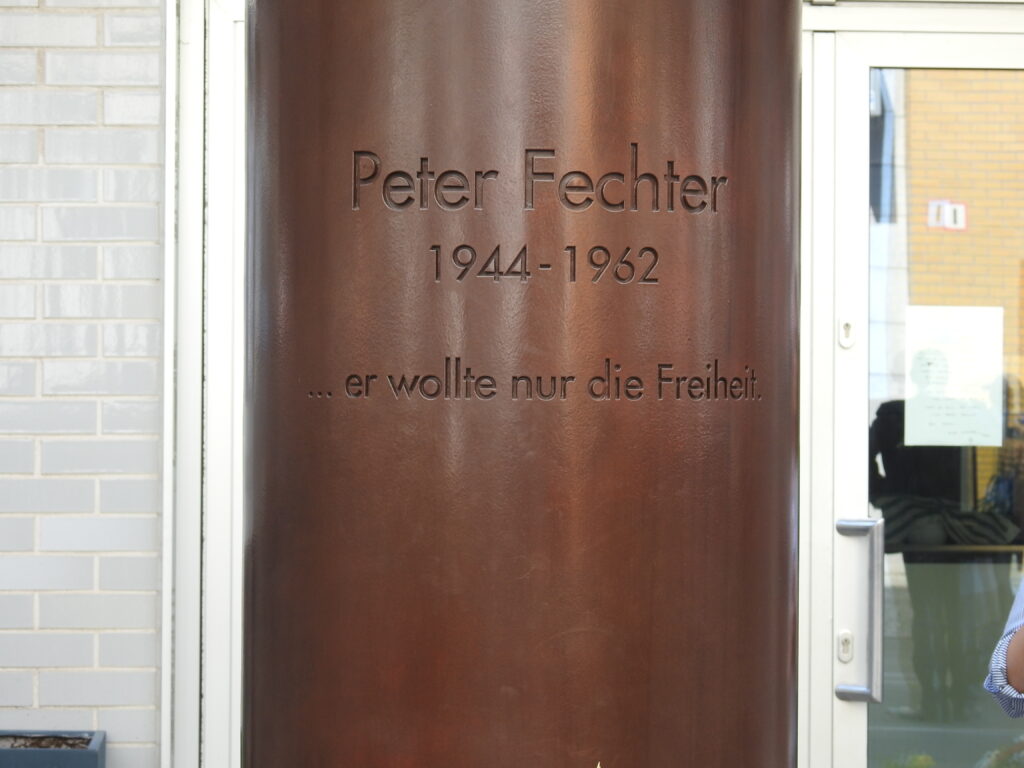 Peter Fechter
1944-1962
... er wollte nur die Freiheit.